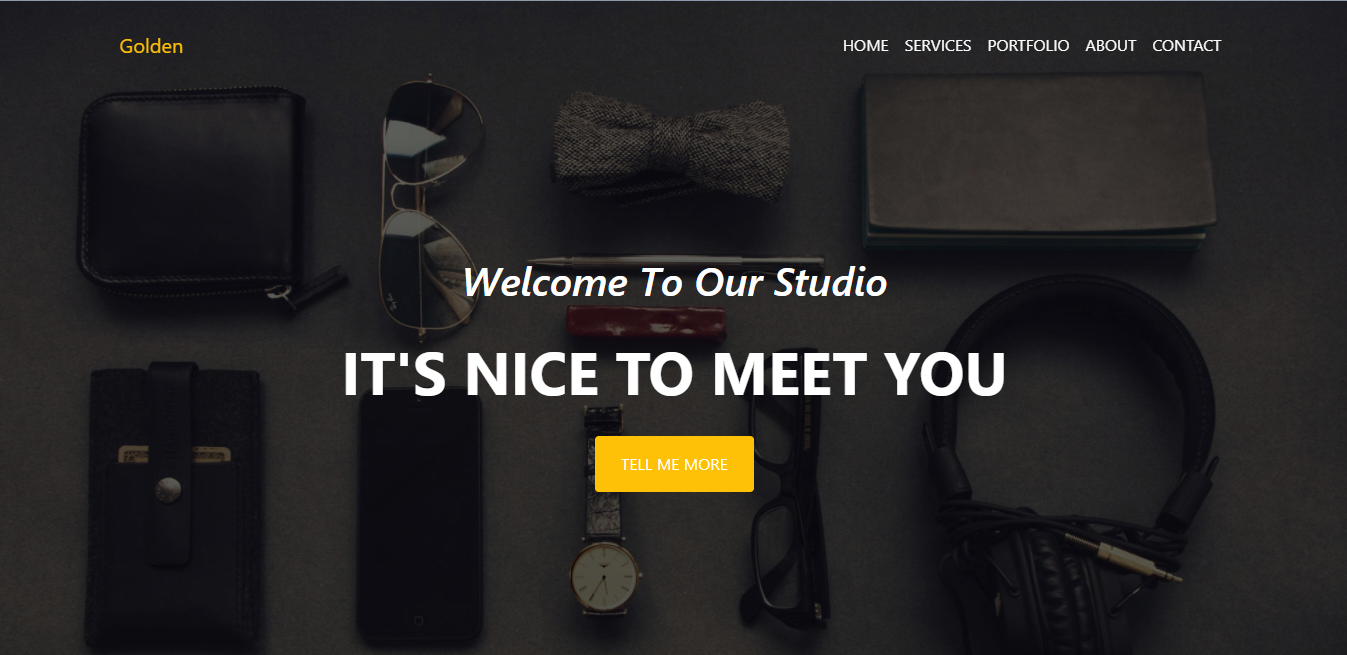 Golden
HOME SERVICES PORTFOLIO ABOUT CONTACT
Welcome To Our Studio
IT'S NICE TO MEET YOU
TELL ME MORE